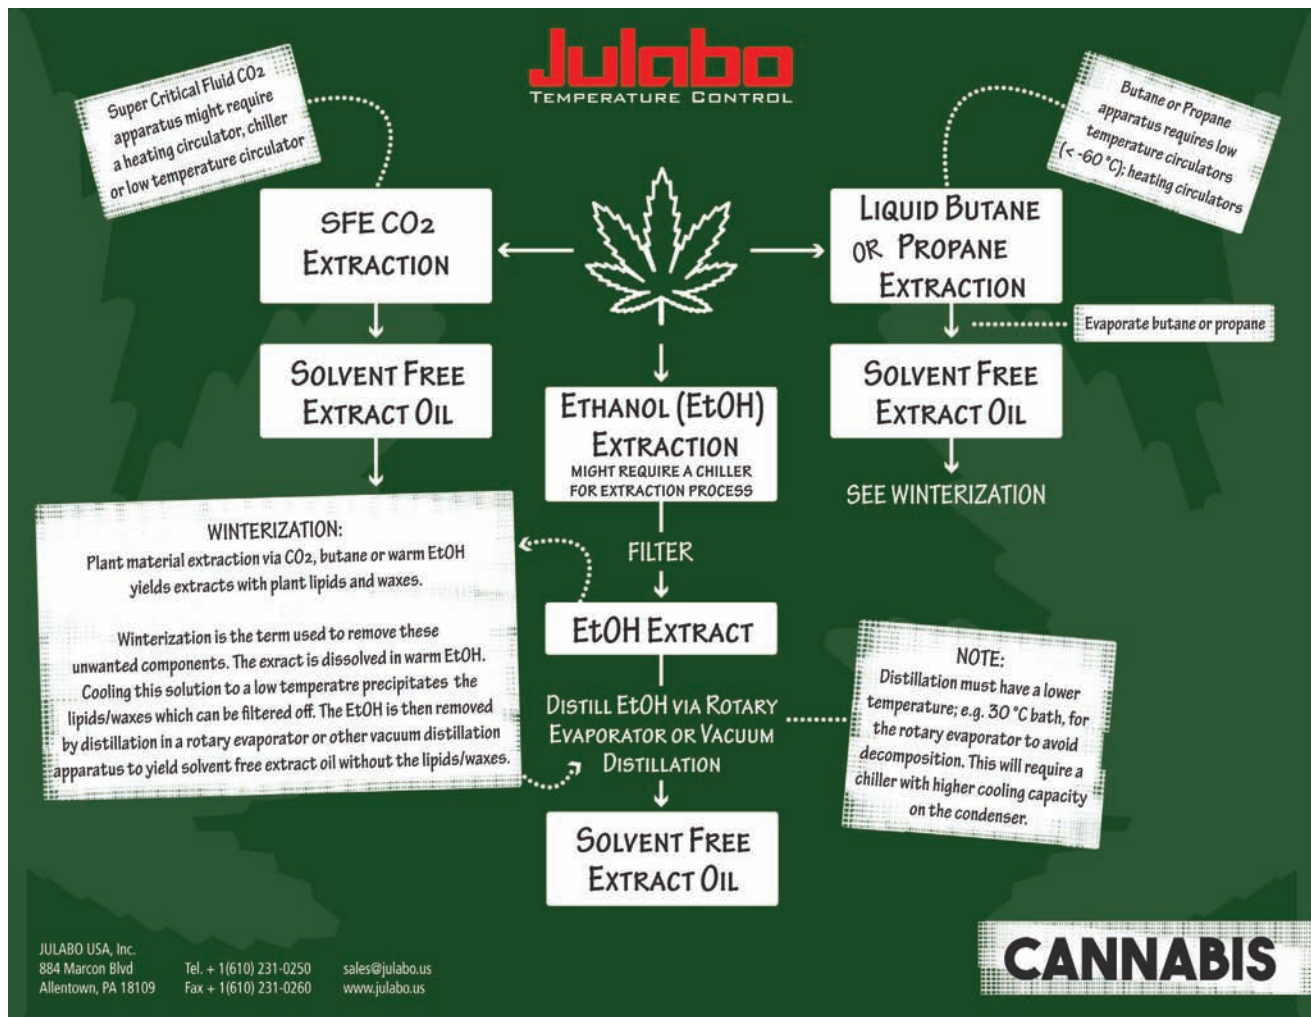 Julabo
TEMPERATURE CONTROL
Super Critical Fluid CO2
apparatus might require
a heating circulator, chiller
or low temperature circulator
Butane or Propane
apparatus requires low
temperature circulators
(< -60 °C); heating circulators
SFE CO2
EXTRACTION
LIQUID BUTANE
OR PROPANE
EXTRACTION
Evaporate butane or propane
SOLVENT FREE
EXTRACT OIL
ETHANOL (EtOH)
EXTRACTION
MIGHT REQUIRE A CHILLER
FOR EXTRACTION PROCESS
SOLVENT FREE
EXTRACT OIL
SEE WINTERIZATION
WINTERIZATION:
Plant material extraction via CO2, butane or warm EtOH
yields extracts with plant lipids and waxes.
Winterization is the term used to remove these
unwanted components. The exract is dissolved in warm EtOH.
Cooling this solution to a low temperatre precipitates the
lipids/waxes which can be filtered off. The EtOH is then removed
by distillation in a rotary evaporator or other vacuum distillation
apparatus to yield solvent free extract oil without the lipids/waxes.
FILTER
EtOH EXTRACT
DISTILL EtOH VIA ROTARY
EVAPORATOR OR VACUUM
DISTILLATION
NOTE:
Distillation must have a lower
temperature; e.g. 30 °C bath, for
the rotary evaporator to avoid
decomposition. This will require a
chiller with higher cooling capacity
on the condenser.
SOLVENT FREE
EXTRACT OIL
JULABO USA, Inc.
884 Marcon Blvd
Allentown, PA 18109
Tel. + 1(610) 231-0250
Fax + 1(610) 231-0260
sales@julabo.us
www.julabo.us
CANNABIS